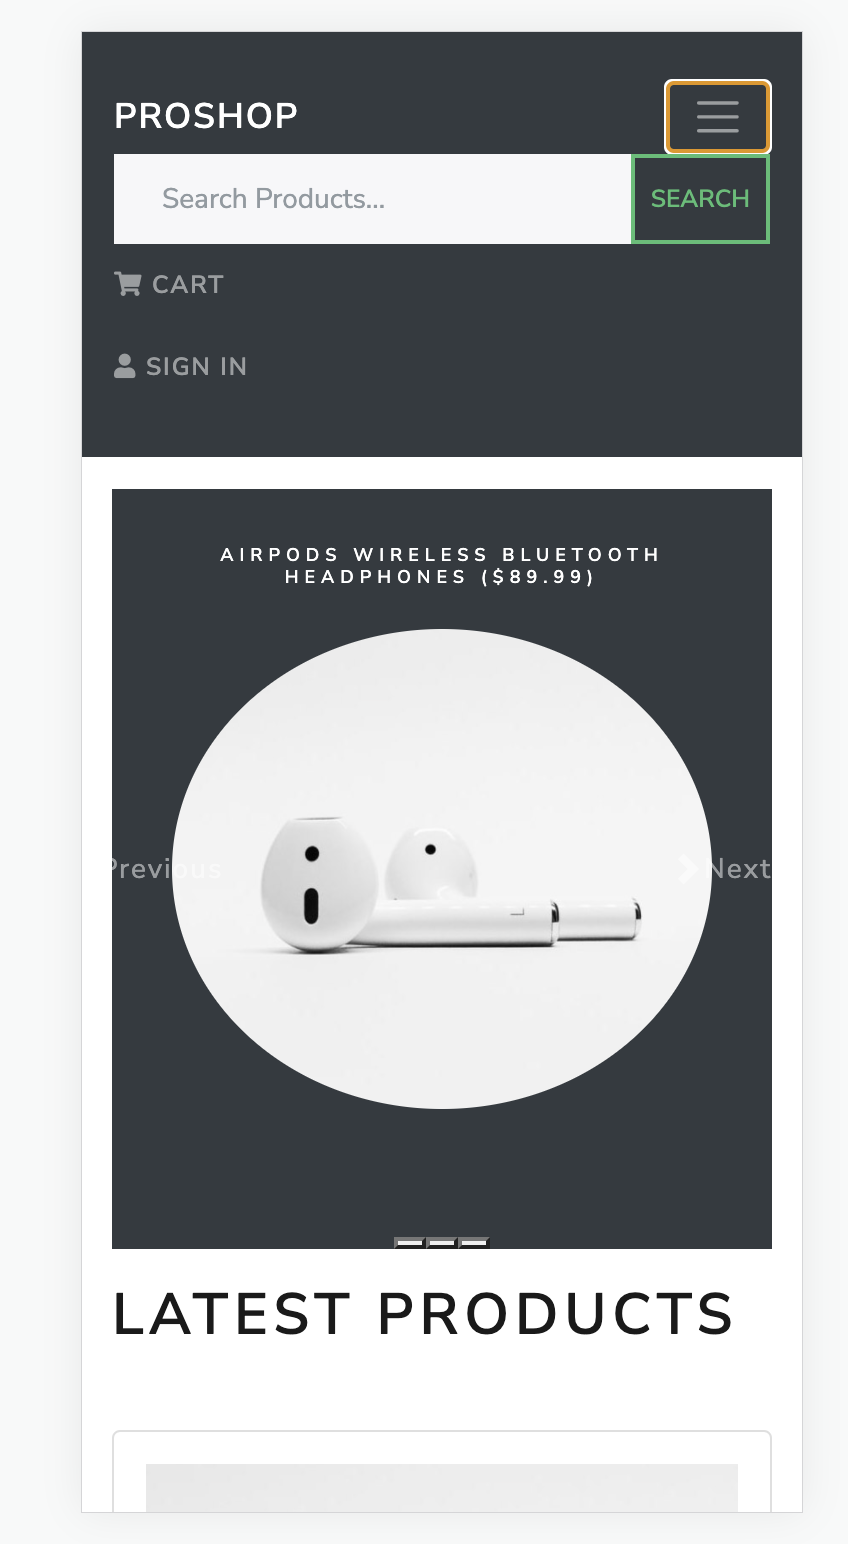 PROSHOP
Search Products...
SEARCH
CART
SIGN IN
AIRPODS WIRELESS BLUETOOTH
HEADPHONES ($89.99)
Previous
Next
LATEST PRODUCTS